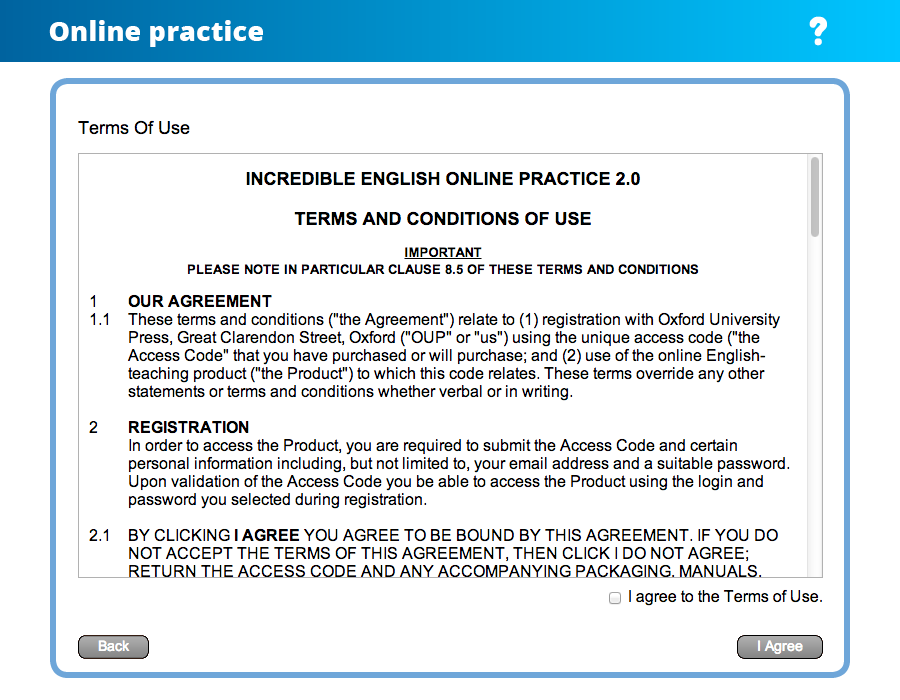 Online practice
?
Terms Of Use
INCREDIBLE ENGLISH ONLINE PRACTICE 2.0
TERMS AND CONDITIONS OF USE
IMPORTANT
PLEASE NOTE IN PARTICULAR CLAUSE 8.5 OF THESE TERMS AND CONDITIONS
1 OUR AGREEMENT
1.1 These terms and conditions ("the Agreement") relate to (1) registration with Oxford University
Press, Great Clarendon Street, Oxford ("OUP" or "us") using the unique access code ("the
Access Code" that you have purchased or will purchase; and (2) use of the online English-
teaching product ("the Product") to which this code relates. These terms override any other
statements or terms and conditions whether verbal or in writing.
2 REGISTRATION
In order to access the Product, you are required to submit the Access Code and certain
personal information including, but not limited to, your email address and a suitable password.
Upon validation of the Access Code you be able to access the Product using the login and
password you selected during registration.
2.1 BY CLICKING I AGREE YOU AGREE TO BE BOUND BY THIS AGREEMENT. IF YOU DO
NOT ACCEPT THE TERMS OF THIS AGREEMENT, THEN CLICK I DO NOT AGREE;
RETURN THE ACCESS CODE AND ANY ACCOMPANYING PACKAGING, MANUALS,
I agree to the Terms of Use.
Back
I Agree